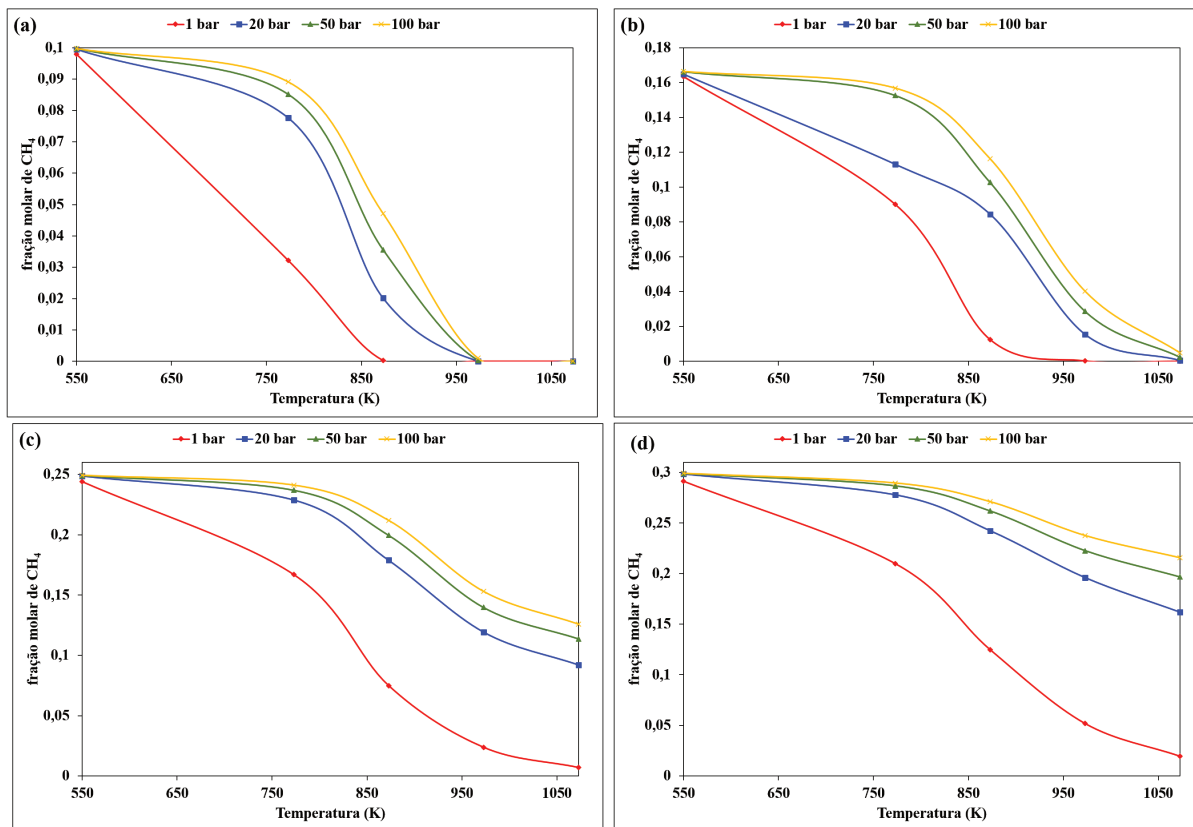 (a)
1 bar 20 bar 50 bar 100 bar
0,1
0,09
0,08
0,07
0,06
0,05
0,04
0,03
0,02
0,01
0
fração molar de CH₄
550 650 750 850 950 1050
Temperatura (K)
(b)
1 bar 20 bar 50 bar 100 bar
0,18
0,16
0,14
0,12
0,1
0,08
0,06
0,04
0,02
0
fração molar de CH₄
550 650 750 850 950 1050
Temperatura (K)
(c)
1 bar 20 bar 50 bar 100 bar
0,25
0,2
0,15
0,1
0,05
0
fração molar de CH₄
550 650 750 850 950 1050
Temperatura (K)
(d)
1 bar 20 bar 50 bar 100 bar
0,3
0,25
0,2
0,15
0,1
0,05
0
fração molar de CH₄
550 650 750 850 950 1050
Temperatura (K)